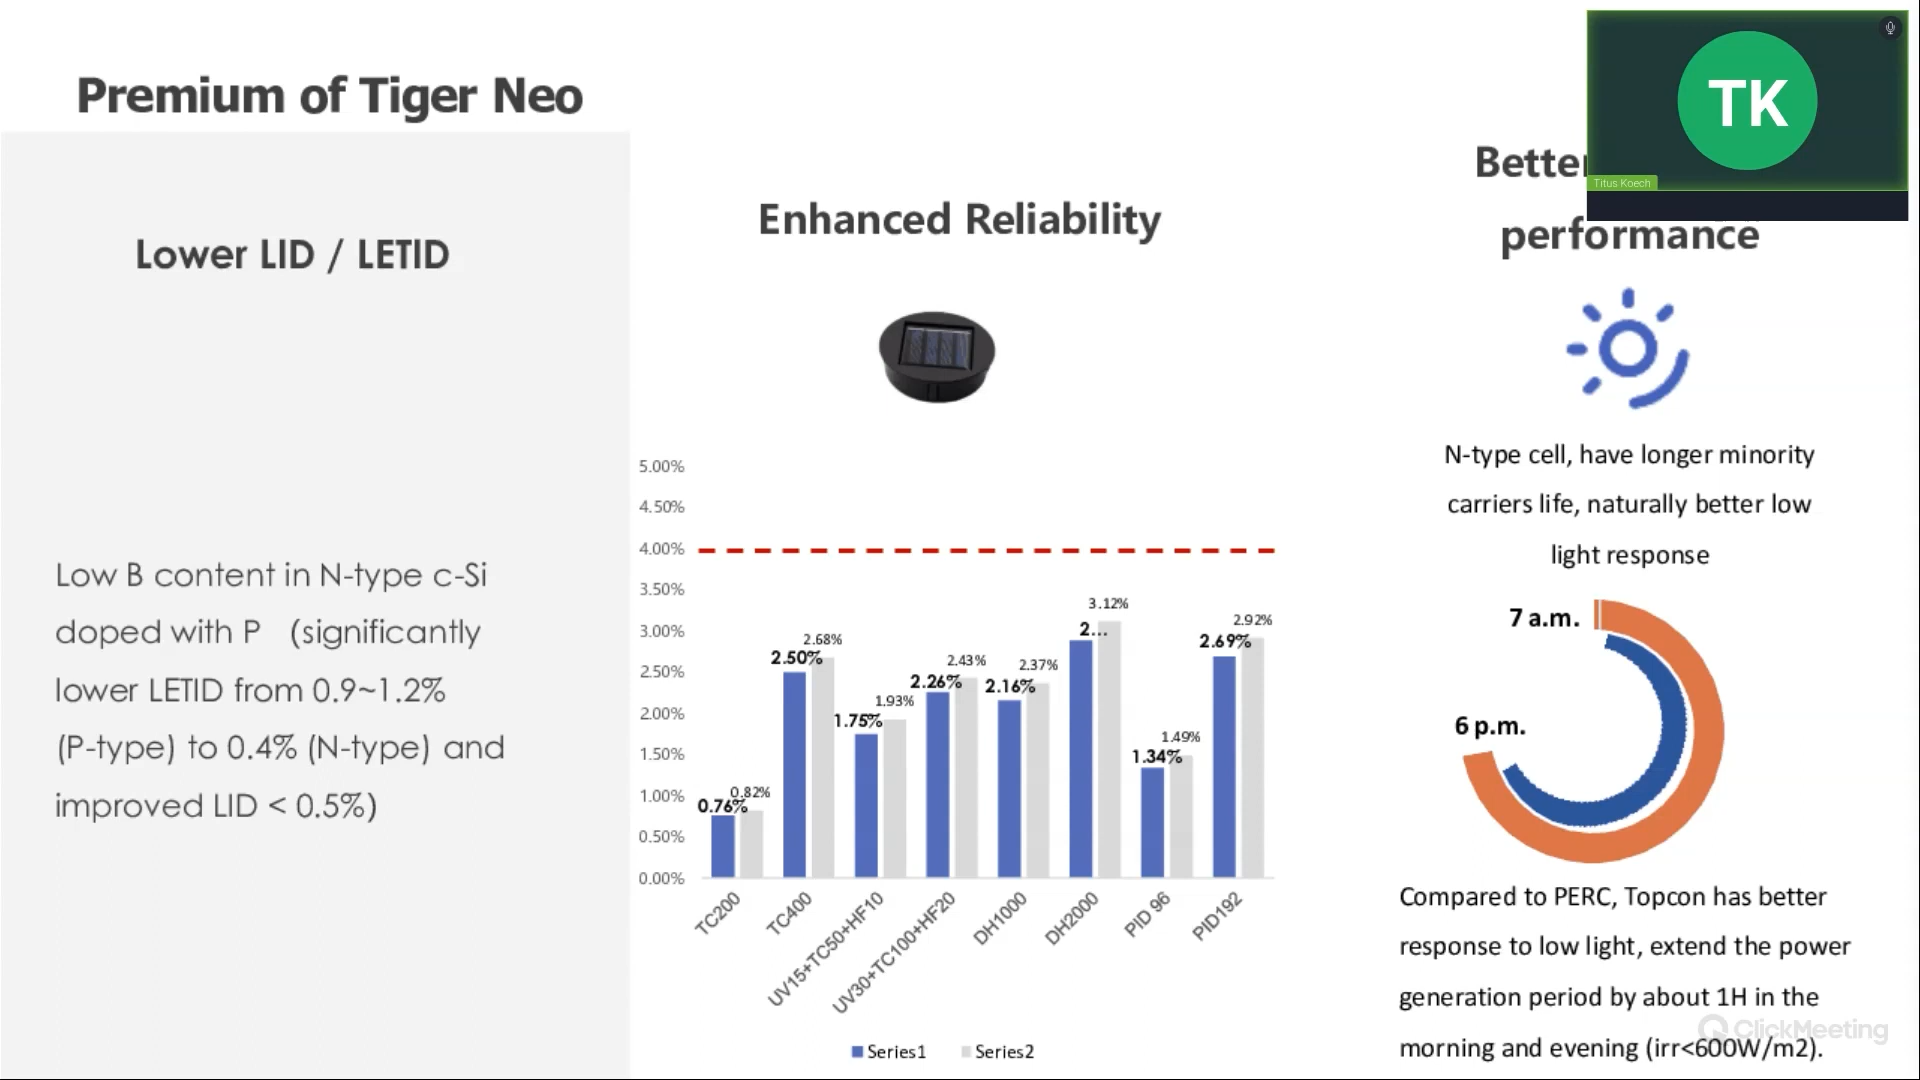 Premium of Tiger Neo
Lower LID / LETID
Low B content in N-type c-Si
doped with P (significantly
lower LETID from 0.9~1.2%
(P-type) to 0.4% (N-type) and
improved LID < 0.5%)
Enhanced Reliability
5.00%
4.50%
4.00%
3.50%
3.00%
2.50%
2.00%
1.50%
1.00%
0.50%
0.00%
0.76%
0.82%
2.50%
2.68%
1.75%
1.93%
2.26%
2.43%
2.16%
2.37%
2...
3.12%
1.34%
1.49%
2.69%
2.92%
TC200
TC400
UV15+TC50+HF10
UV30+TC100+HF20
DH1000
DH2000
PID 96
PID192
Series1
Series2
TK
Titus Koech
performance
N-type cell, have longer minority
carriers life, naturally better low
light response
7 a.m.
6 p.m.
Compared to PERC, Topcon has better
response to low light, extend the power
generation period by about 1H in the
morning and evening (irr<600W/m2).
ClickMeeting